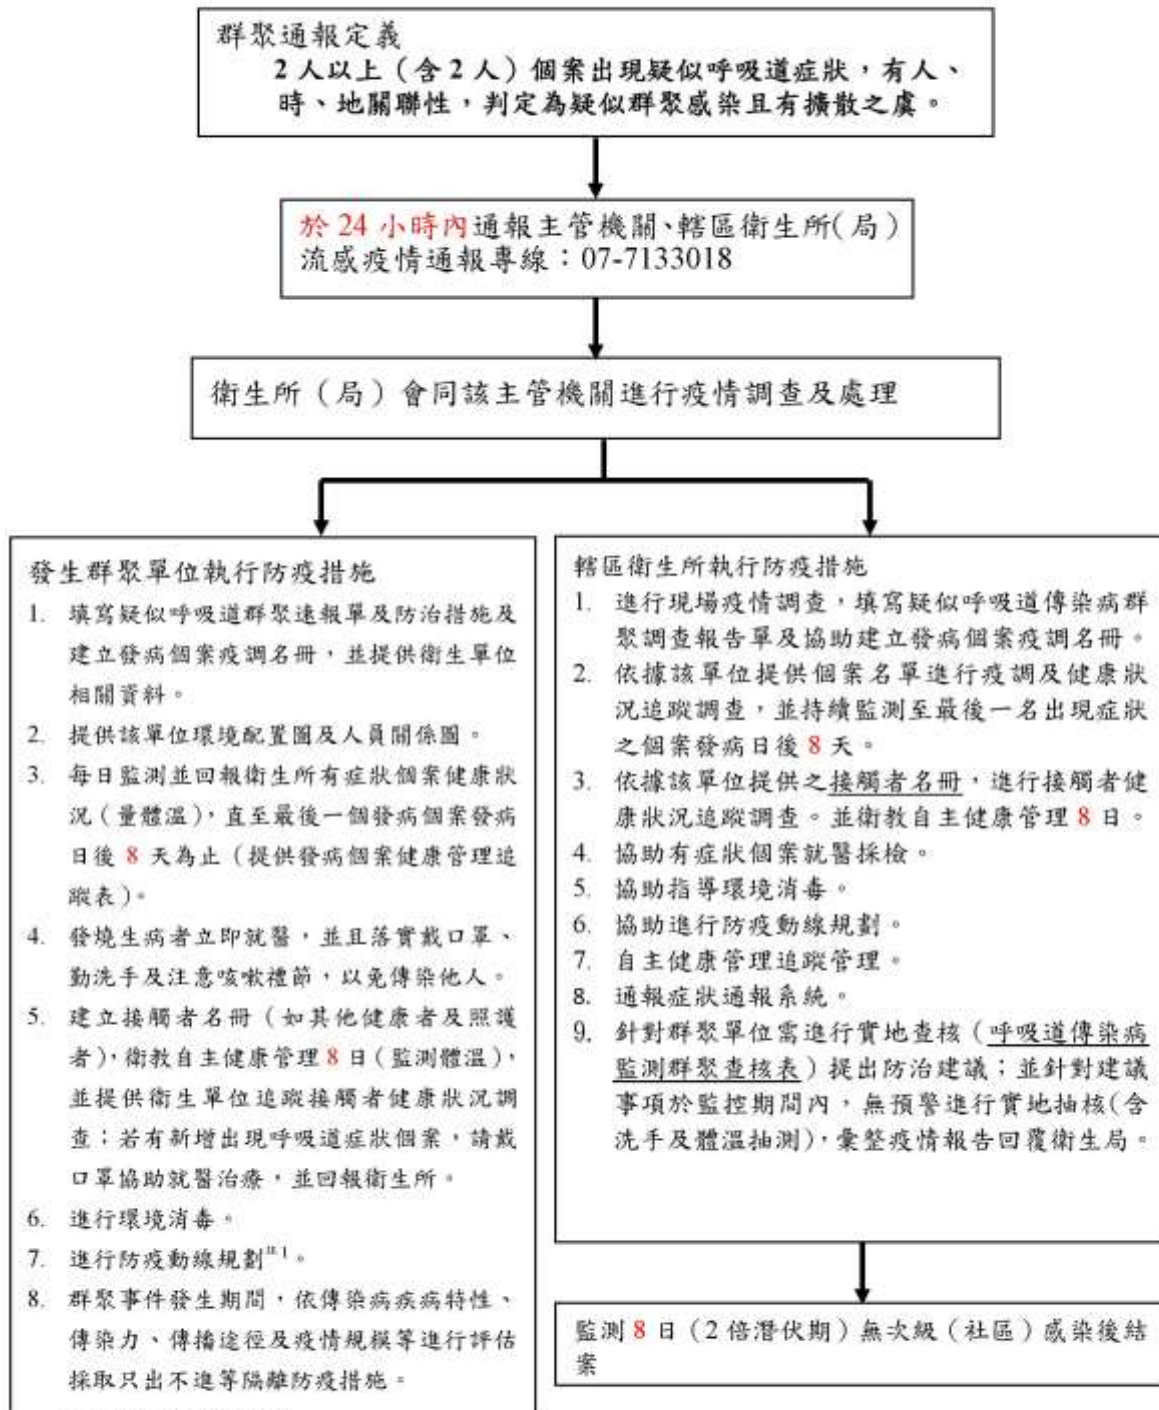 群聚通報定義
2 人以上（含 2 人）個案出現疑似呼吸道症狀，有人、
時、地關聯性，判定為疑似群聚感染且有擴散之虞。
於 24 小時內通報主管機關、轄區衛生所(局)
流感疫情通報專線：07-7133018
衛生所（局）會同該主管機關進行疫情調查及處理
發生群聚單位執行防疫措施
1. 填寫疑似呼吸道群聚速報單及防治措施及
建立發病個案疫調名冊，並提供衛生單位
相關資料。
2. 提供該單位環境配置圖及人員關係圖。
3. 每日監測並回報衛生所有症狀個案健康狀
況（量體溫），直至最後一個發病個案發病
日後 8 天為止（提供發病個案健康管理追
蹤表）。
4. 發燒生病者立即就醫，並且落實戴口罩、
勤洗手及注意咳嗽禮節，以免傳染他人。
5. 建立接觸者名冊（如其他健康者及照護
者），衛教自主健康管理 8 日（監測體溫），
並提供衛生單位追蹤接觸者健康狀況調
查；若有新增出現呼吸道症狀個案，請戴
口罩協助就醫治療，並回報衛生所。
6. 進行環境消毒。
7. 進行防疫動線規劃註1。
8. 群聚事件發生期間，依傳染病疾病特性、
傳染力、傳播途徑及疫情規模等進行評估
採取只出不進等隔離防疫措施。
轄區衛生所執行防疫措施
1. 進行現場疫情調查，填寫疑似呼吸道傳染病群
聚調查報告單及協助建立發病個案疫調名冊。
2. 依據該單位提供個案名單進行疫調及健康狀
況追蹤調查，並持續監測至最後一名出現症狀
之個案發病日後 8 天。
3. 依據該單位提供之接觸者名冊，進行接觸者健
康狀況追蹤調查。並衛教自主健康管理 8 日。
4. 協助有症狀個案就醫採檢。
5. 協助指導環境消毒。
6. 協助進行防疫動線規劃。
7. 自主健康管理追蹤管理。
8. 通報症狀通報系統。
9. 針對群聚單位需進行實地查核（呼吸道傳染病
監測群聚查核表）提出防治建議；並針對建議
事項於監控期間內，無預警進行實地抽核(含
洗手及體溫抽測)，彙整疫情報告回覆衛生局。
監測 8 日（2 倍潛伏期）無次級（社區）感染後結
案